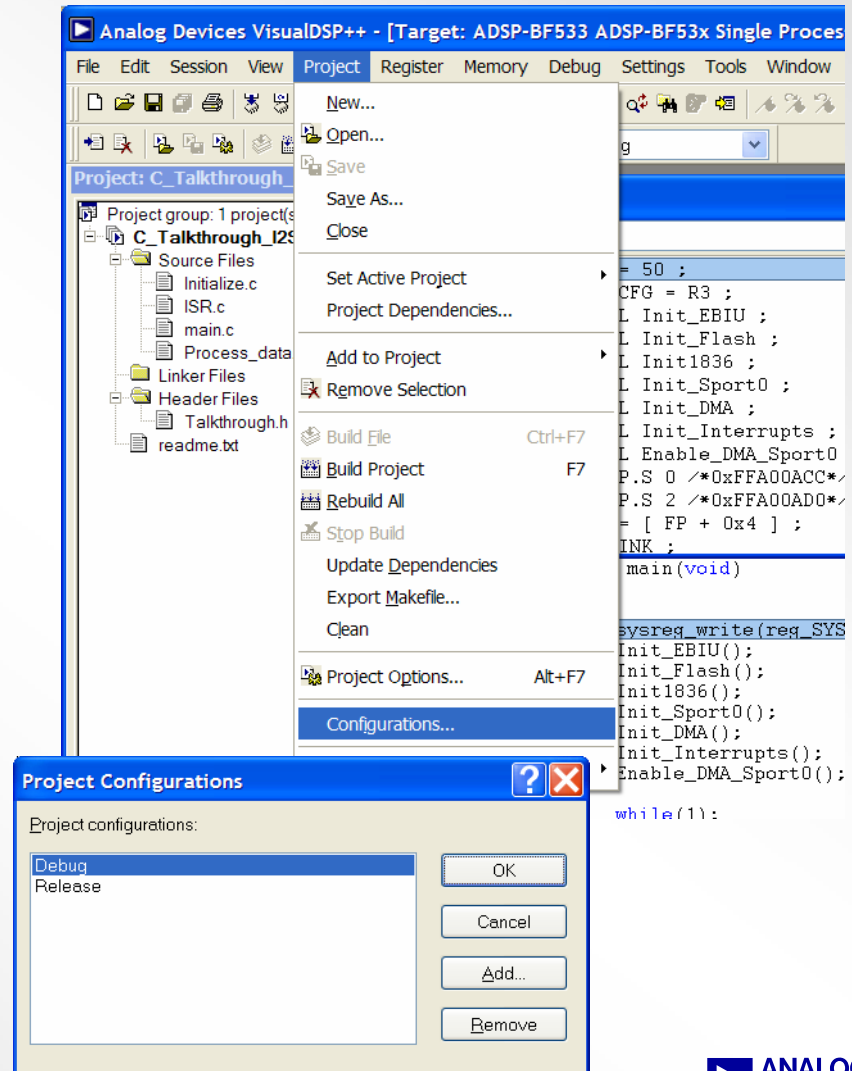 Analog Devices VisualDSP++ - [Target: ADSP-BF533 ADSP-BF53x Single Proces
File Edit Session View Project Register Memory Debug Settings Tools Window
g
Project: C_Talkthrough_
Project group: 1 project(s
C_Talkthrough_I2S
Source Files
Initialize.c
ISR.c
main.c
Process_data
Linker Files
Header Files
Talkthrough.h
readme.txt
New...
Open...
Save
Save As...
Close
Set Active Project
Project Dependencies...
Add to Project
Remove Selection
Build File Ctrl+F7
Build Project F7
Rebuild All
Stop Build
Update Dependencies
Export Makefile...
Clean
Project Options... Alt+F7
Configurations...
= 50 ;
CFG = R3 ;
L Init_EBIU ;
L Init_Flash ;
L Init1836 ;
L Init_Sport0 ;
L Init_DMA ;
L Init_Interrupts ;
L Enable_DMA_Sport0
P.S 0 /*0xFFA00ACC*/
P.S 2 /*0xFFA00AD0*/
= [ FP + 0x4 ] ;
INK ;
main(void)
sysreg_write(reg_SYS
Init_EBIU();
Init_Flash();
Init1836();
Init_Sport0();
Init_DMA();
Init_Interrupts();
Enable_DMA_Sport0();
while(1);
Project Configurations
Project configurations:
Debug
Release
OK
Cancel
Add...
Remove
ANALOG